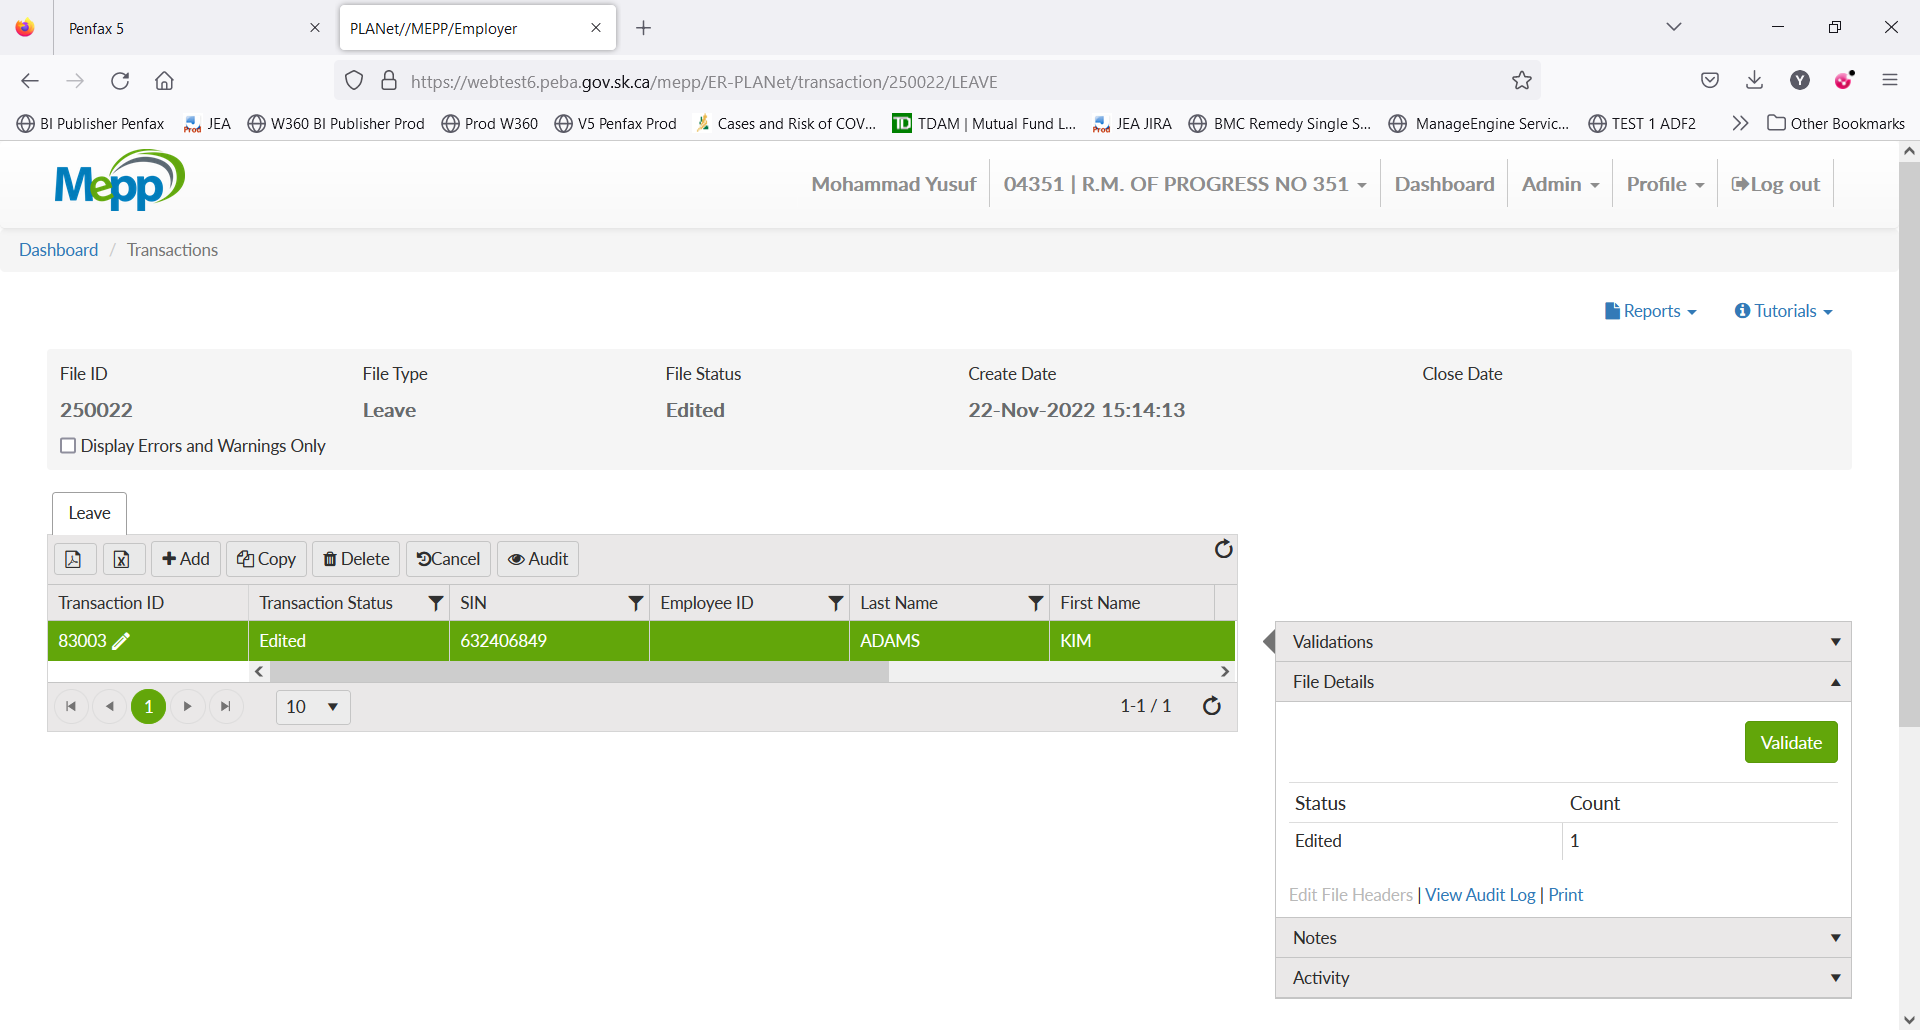 Penfax 5
PLANet//MEPP/Employer
https://webtest6.peba.gov.sk.ca/mepp/ER-PLANet/transaction/250022/LEAVE
Y
BI Publisher Penfax
Prod JEA
W360 BI Publisher Prod
Prod W360
V5 Penfax Prod
Cases and Risk of COV...
TD TDAM | Mutual Fund L...
Prod JEA JIRA
BMC Remedy Single S...
ManageEngine Servic...
TEST 1 ADF2
Other Bookmarks
Mepp
Mohammad Yusuf
04351 | R.M. OF PROGRESS NO 351
Dashboard
Admin
Profile
Log out
Dashboard / Transactions
Reports
Tutorials
File ID
File Type
File Status
Create Date
Close Date
250022
Leave
Edited
22-Nov-2022 15:14:13
Display Errors and Warnings Only
Leave
Add
Copy
Delete
Cancel
Audit
Transaction ID
Transaction Status
SIN
Employee ID
Last Name
First Name
83003
Edited
632406849
ADAMS
KIM
1
10
1-1 / 1
Validations
File Details
Validate
Status
Count
Edited
1
Edit File Headers | View Audit Log | Print
Notes
Activity